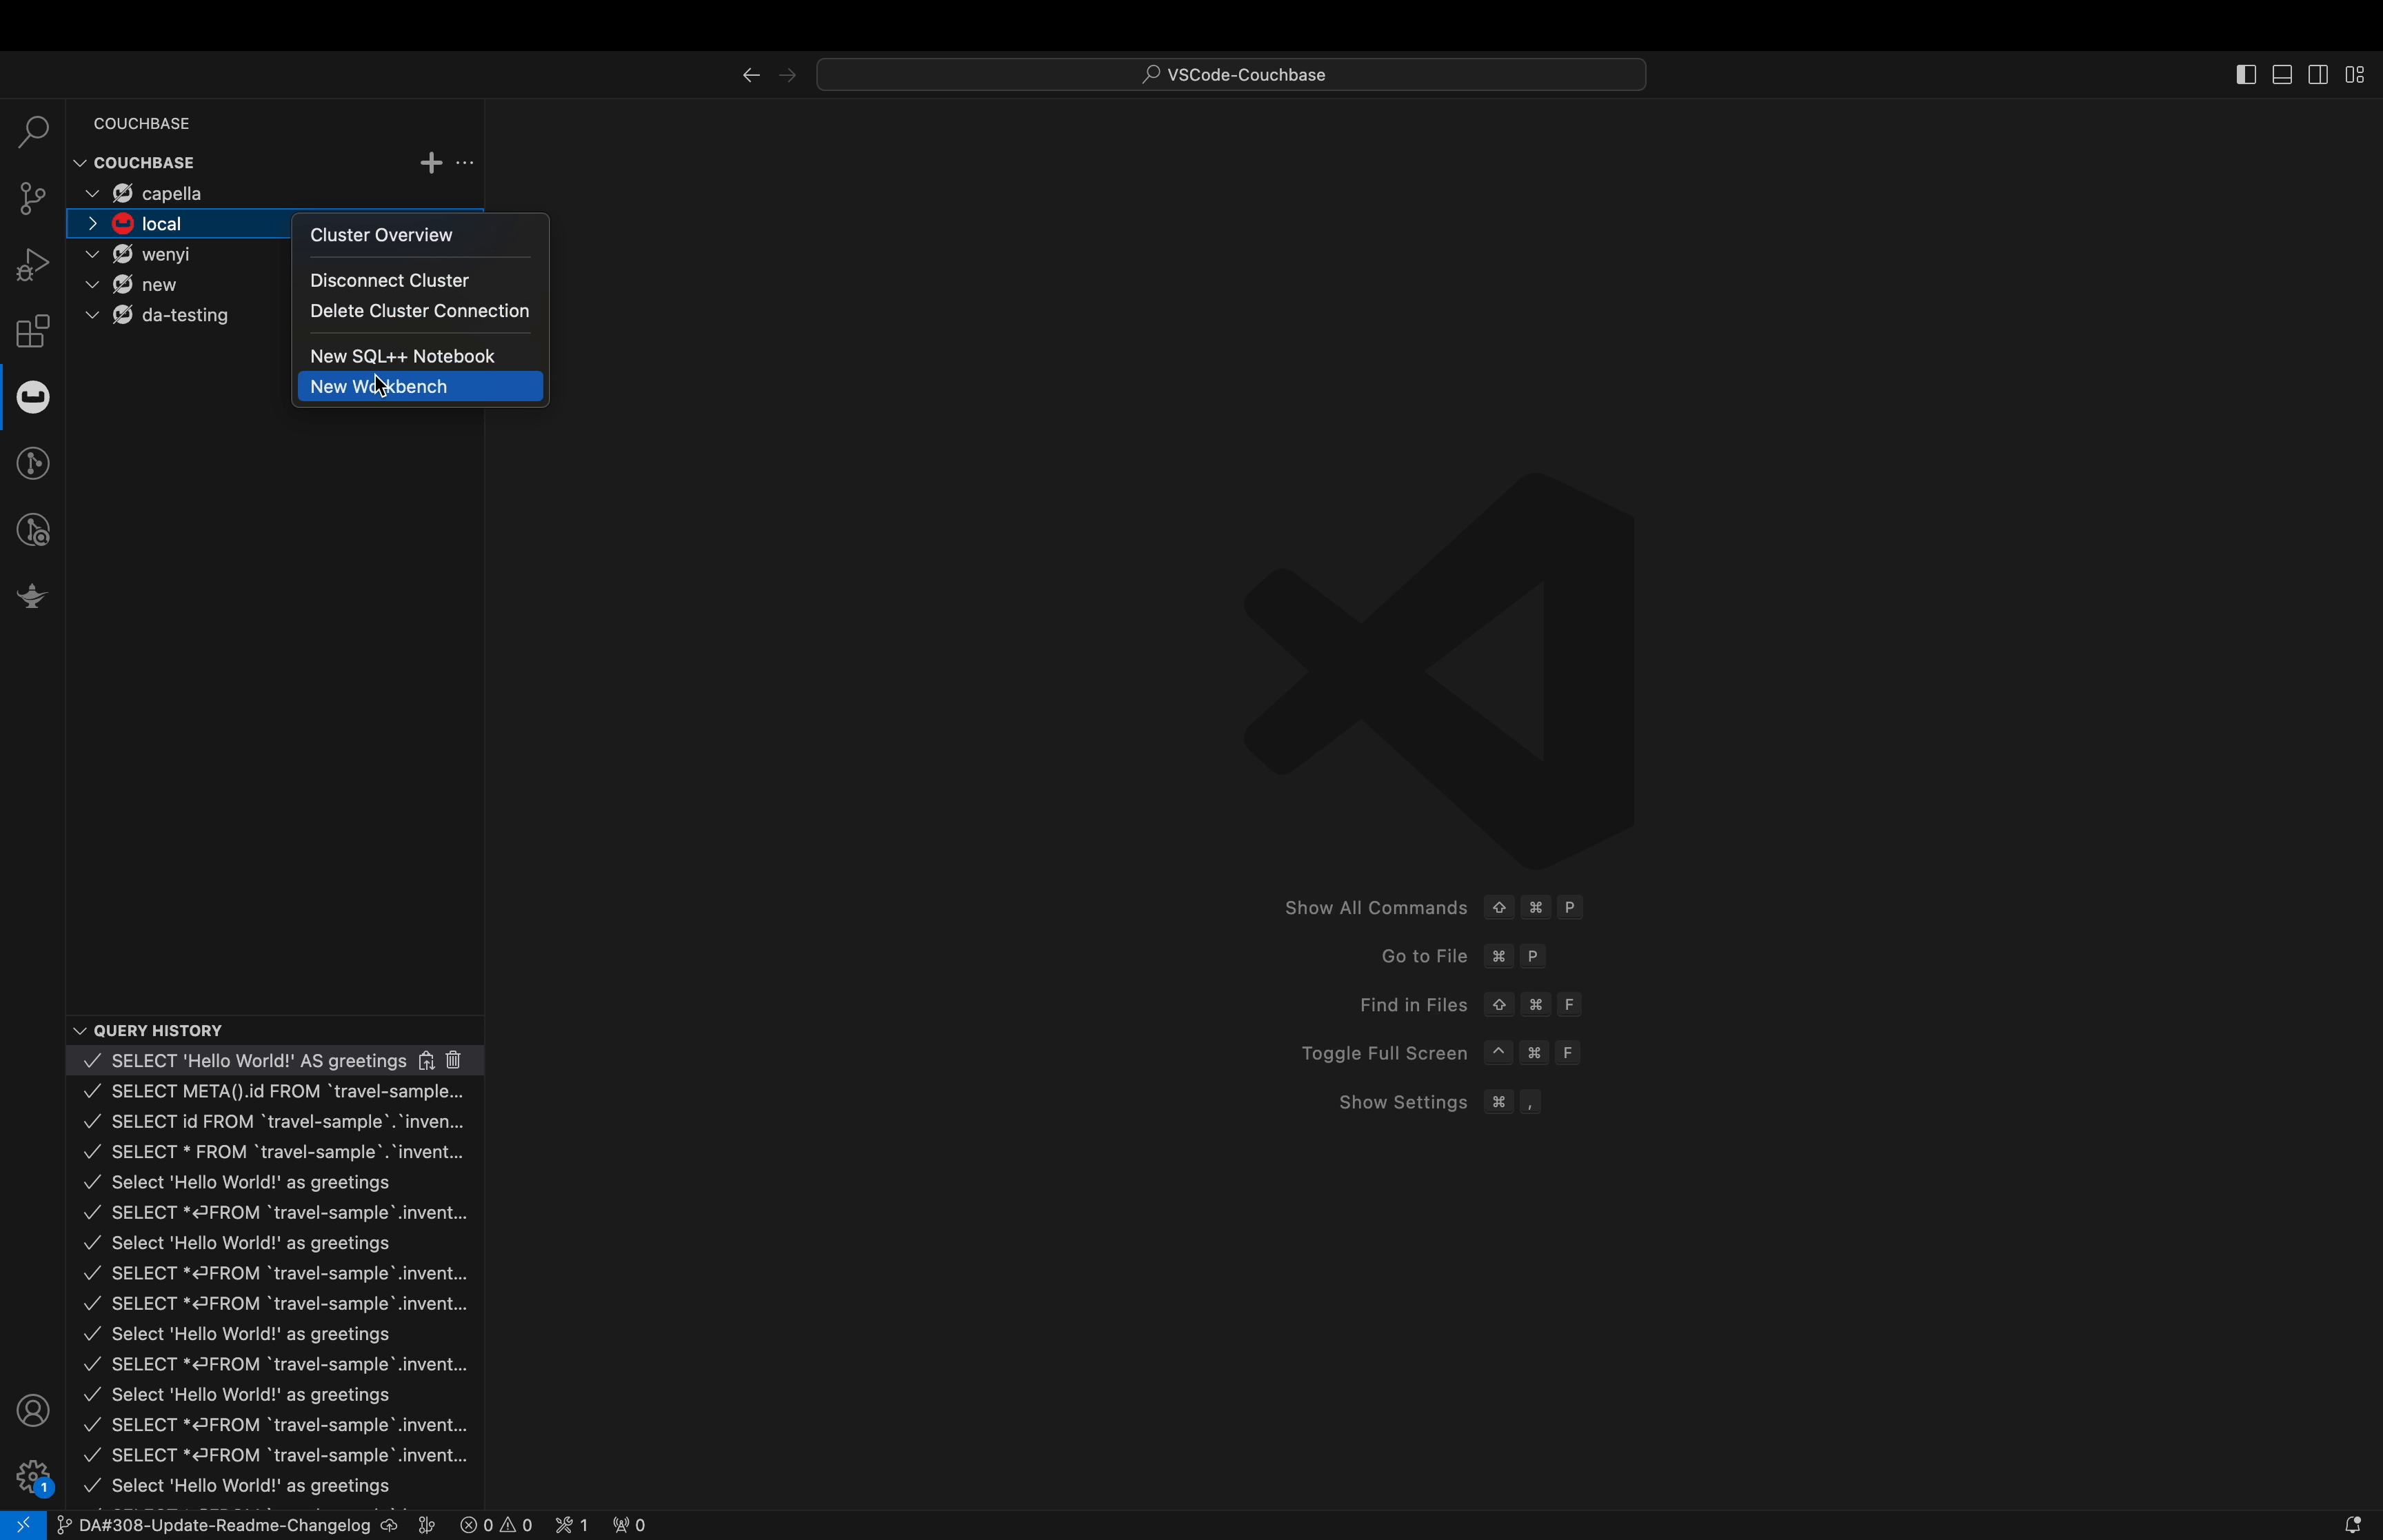 VSCode-Couchbase
COUCHBASE
COUCHBASE
capella
local
wenyi
new
da-testing
Cluster Overview
Disconnect Cluster
Delete Cluster Connection
New SQL++ Notebook
New Workbench
Show All Commands ⇧ ⌘ P
Go to File ⌘ P
Find in Files ⇧ ⌘ F
Toggle Full Screen ^ ⌘ F
Show Settings ⌘ ,
QUERY HISTORY
SELECT 'Hello World!' AS greetings
SELECT META().id FROM `travel-sample...
SELECT id FROM `travel-sample`.`inven...
SELECT * FROM `travel-sample`.`invent...
Select 'Hello World!' as greetings
SELECT *⏎FROM `travel-sample`.invent...
Select 'Hello World!' as greetings
SELECT *⏎FROM `travel-sample`.invent...
SELECT *⏎FROM `travel-sample`.invent...
Select 'Hello World!' as greetings
SELECT *⏎FROM `travel-sample`.invent...
Select 'Hello World!' as greetings
SELECT *⏎FROM `travel-sample`.invent...
SELECT *⏎FROM `travel-sample`.invent...
Select 'Hello World!' as greetings
1
DA#308-Update-Readme-Changelog 0 0 1 0